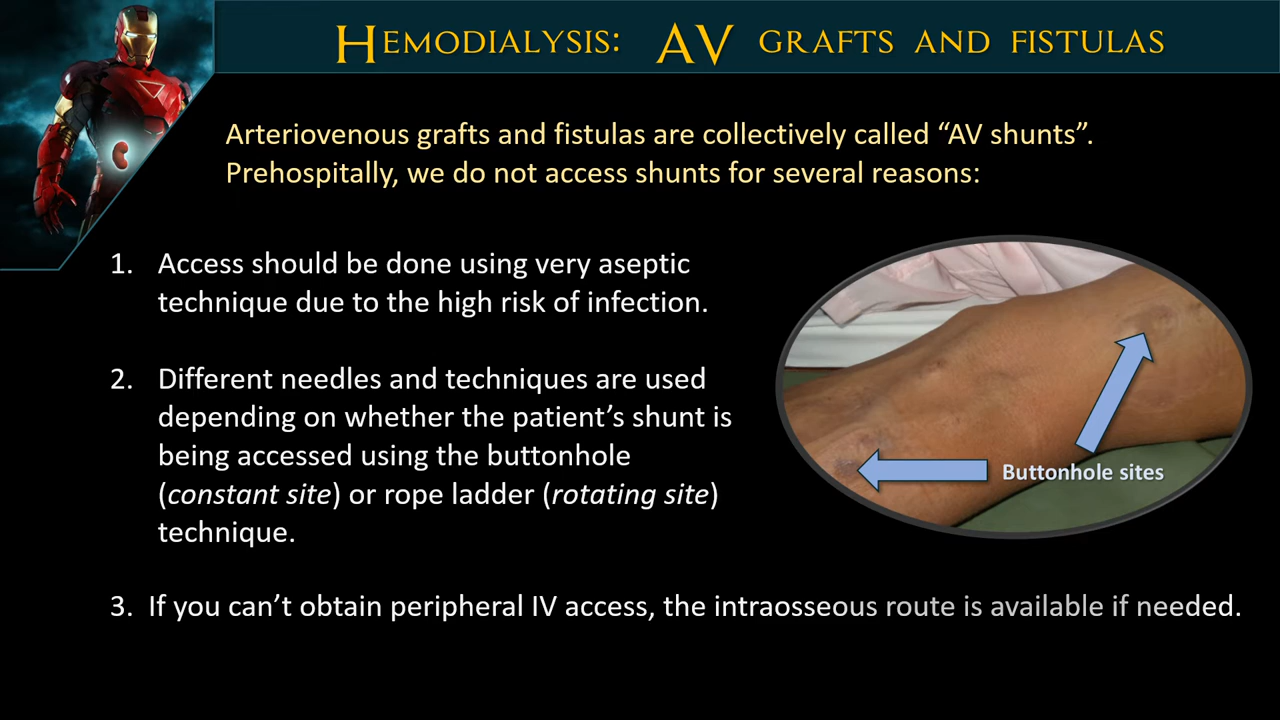 Hemodialysis: AV grafts and fistulas
Arteriovenous grafts and fistulas are collectively called “AV shunts”.
Prehospitally, we do not access shunts for several reasons:
1. Access should be done using very aseptic
technique due to the high risk of infection.
2. Different needles and techniques are used
depending on whether the patient’s shunt is
being accessed using the buttonhole
(constant site) or rope ladder (rotating site)
technique.
Buttonhole sites
3. If you can’t obtain peripheral IV access, the intraosseous route is available if needed.